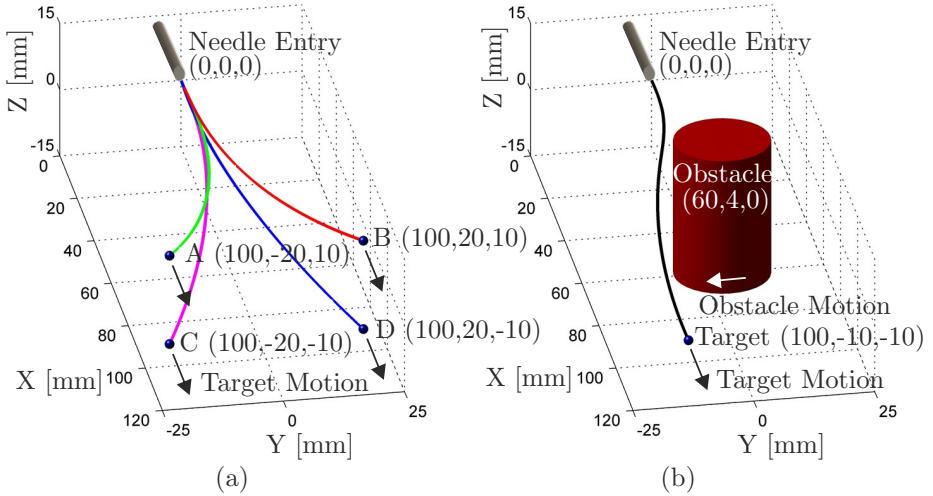 15
Z [mm]
0
-15
0
20
40
60
80
100
120
X [mm]
-25
0
25
Y [mm]
Needle Entry
(0,0,0)
A (100,-20,10)
B (100,20,10)
C (100,-20,-10)
D (100,20,-10)
Target Motion
(a)
15
Z [mm]
0
-15
0
20
40
60
80
100
120
X [mm]
-25
0
25
Y [mm]
Needle Entry
(0,0,0)
Obstacle
(60,4,0)
Obstacle Motion
Target (100,-10,-10)
Target Motion
(b)